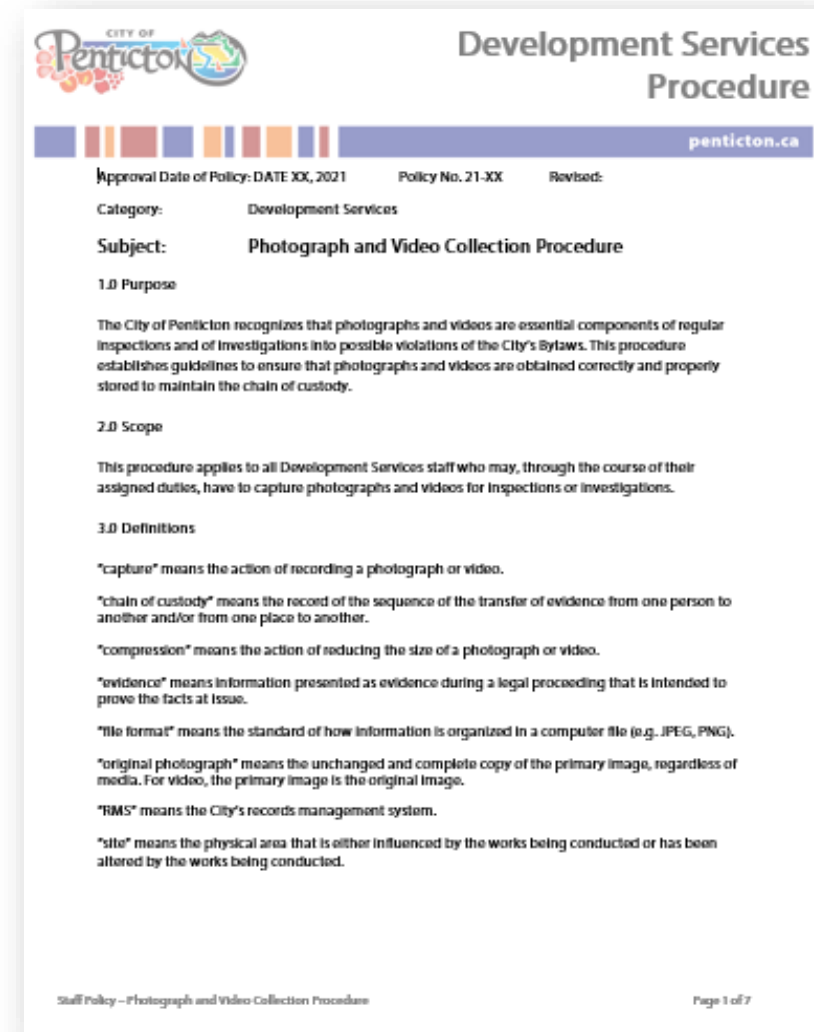 CITY OF
Penticton
Development Services
Procedure
penticton.ca
Approval Date of Policy: DATE XX, 2021 Policy No. 21-XX Revised:
Category: Development Services
Subject: Photograph and Video Collection Procedure
1.0 Purpose
The City of Penticton recognizes that photographs and videos are essential components of regular
inspections and of investigations into possible violations of the City's Bylaws. This procedure
establishes guidelines to ensure that photographs and videos are obtained correctly and properly
stored to maintain the chain of custody.
2.0 Scope
This procedure applies to all Development Services staff who may, through the course of their
assigned duties, have to capture photographs and videos for inspections or investigations.
3.0 Definitions
"capture" means the action of recording a photograph or video.
"chain of custody" means the record of the sequence of the transfer of evidence from one person to
another and/or from one place to another.
"compression" means the action of reducing the size of a photograph or video.
"evidence" means information presented as evidence during a legal proceeding that is intended to
prove the facts at issue.
"file format" means the standard of how information is organized in a computer file (e.g. JPEG, PNG).
"original photograph" means the unchanged and complete copy of the primary image, regardless of
media. For video, the primary image is the original image.
"RMS" means the City's records management system.
"site" means the physical area that is either influenced by the works being conducted or has been
altered by the works being conducted.
Staff Policy – Photograph and Video Collection Procedure Page 1 of 7